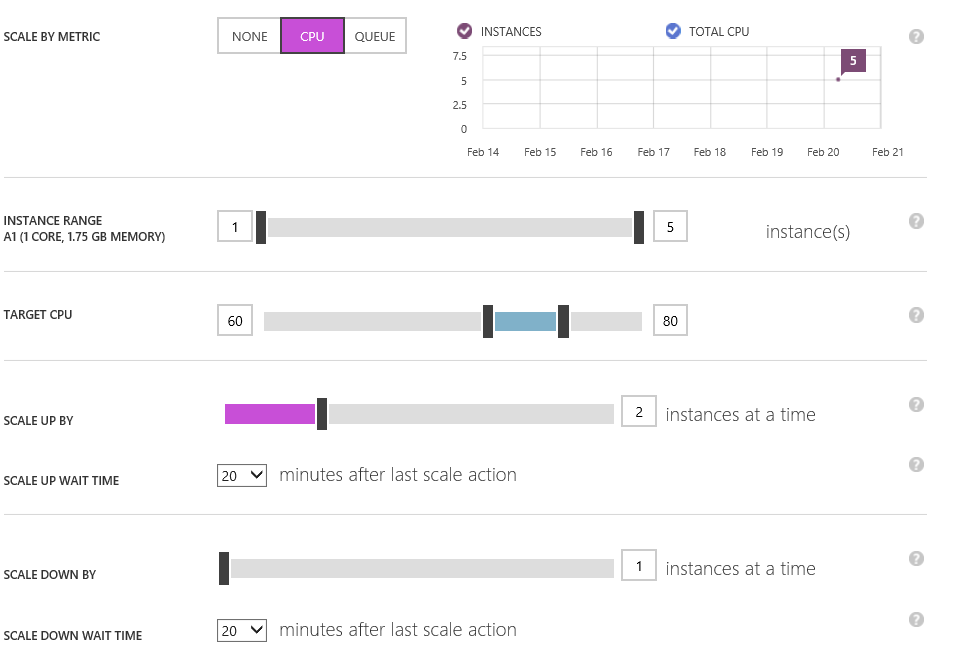 SCALE BY METRIC
NONE CPU QUEUE
INSTANCES TOTAL CPU
?
7.5
5
5
2.5
0
Feb 14 Feb 15 Feb 16 Feb 17 Feb 18 Feb 19 Feb 20 Feb 21
INSTANCE RANGE
A1 (1 CORE, 1.75 GB MEMORY)
1 5 instance(s) ?
TARGET CPU
60 80 ?
SCALE UP BY
2 instances at a time ?
SCALE UP WAIT TIME
20 minutes after last scale action ?
SCALE DOWN BY
1 instances at a time ?
SCALE DOWN WAIT TIME
20 minutes after last scale action ?